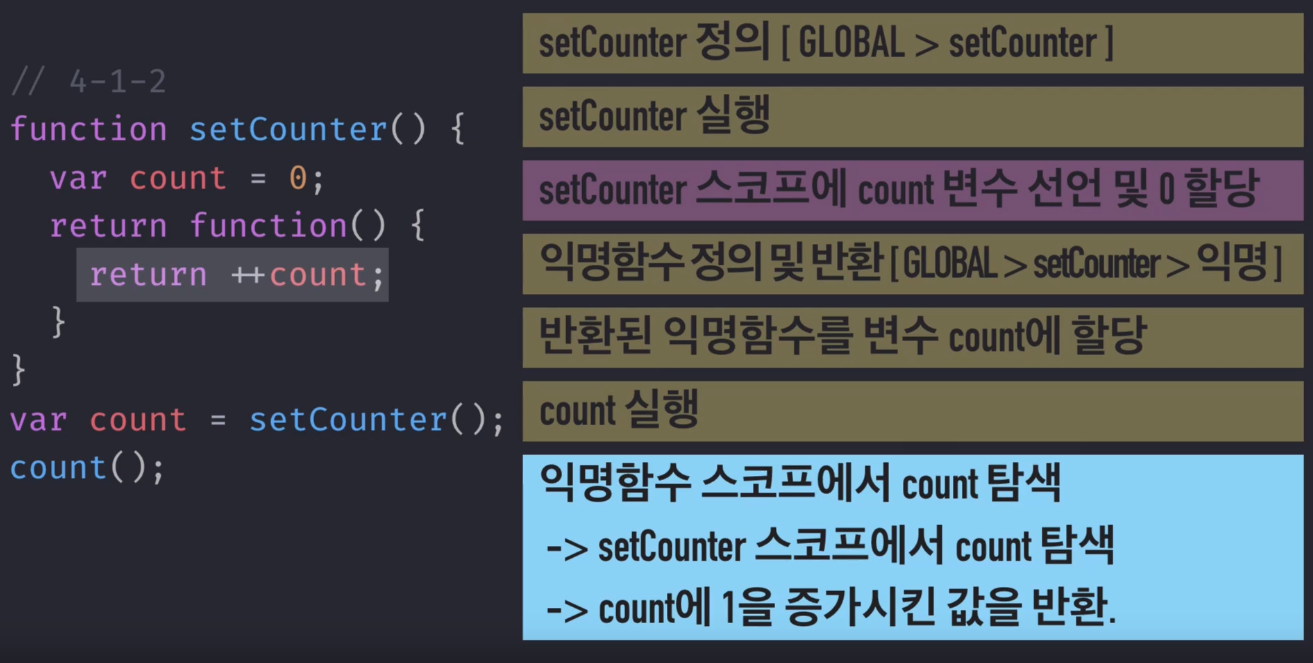 // 4-1-2
function setCounter() {
  var count = 0;
  return function() {
    return ++count;
  }
}
var count = setCounter();
count();
setCounter 정의 [ GLOBAL > setCounter ]
setCounter 실행
setCounter 스코프에 count 변수 선언 및 0 할당
익명함수 정의 및 반환 [ GLOBAL > setCounter > 익명 ]
반환된 익명함수를 변수 count에 할당
count 실행
익명함수 스코프에서 count 탐색
-> setCounter 스코프에서 count 탐색
-> count에 1을 증가시킨 값을 반환.